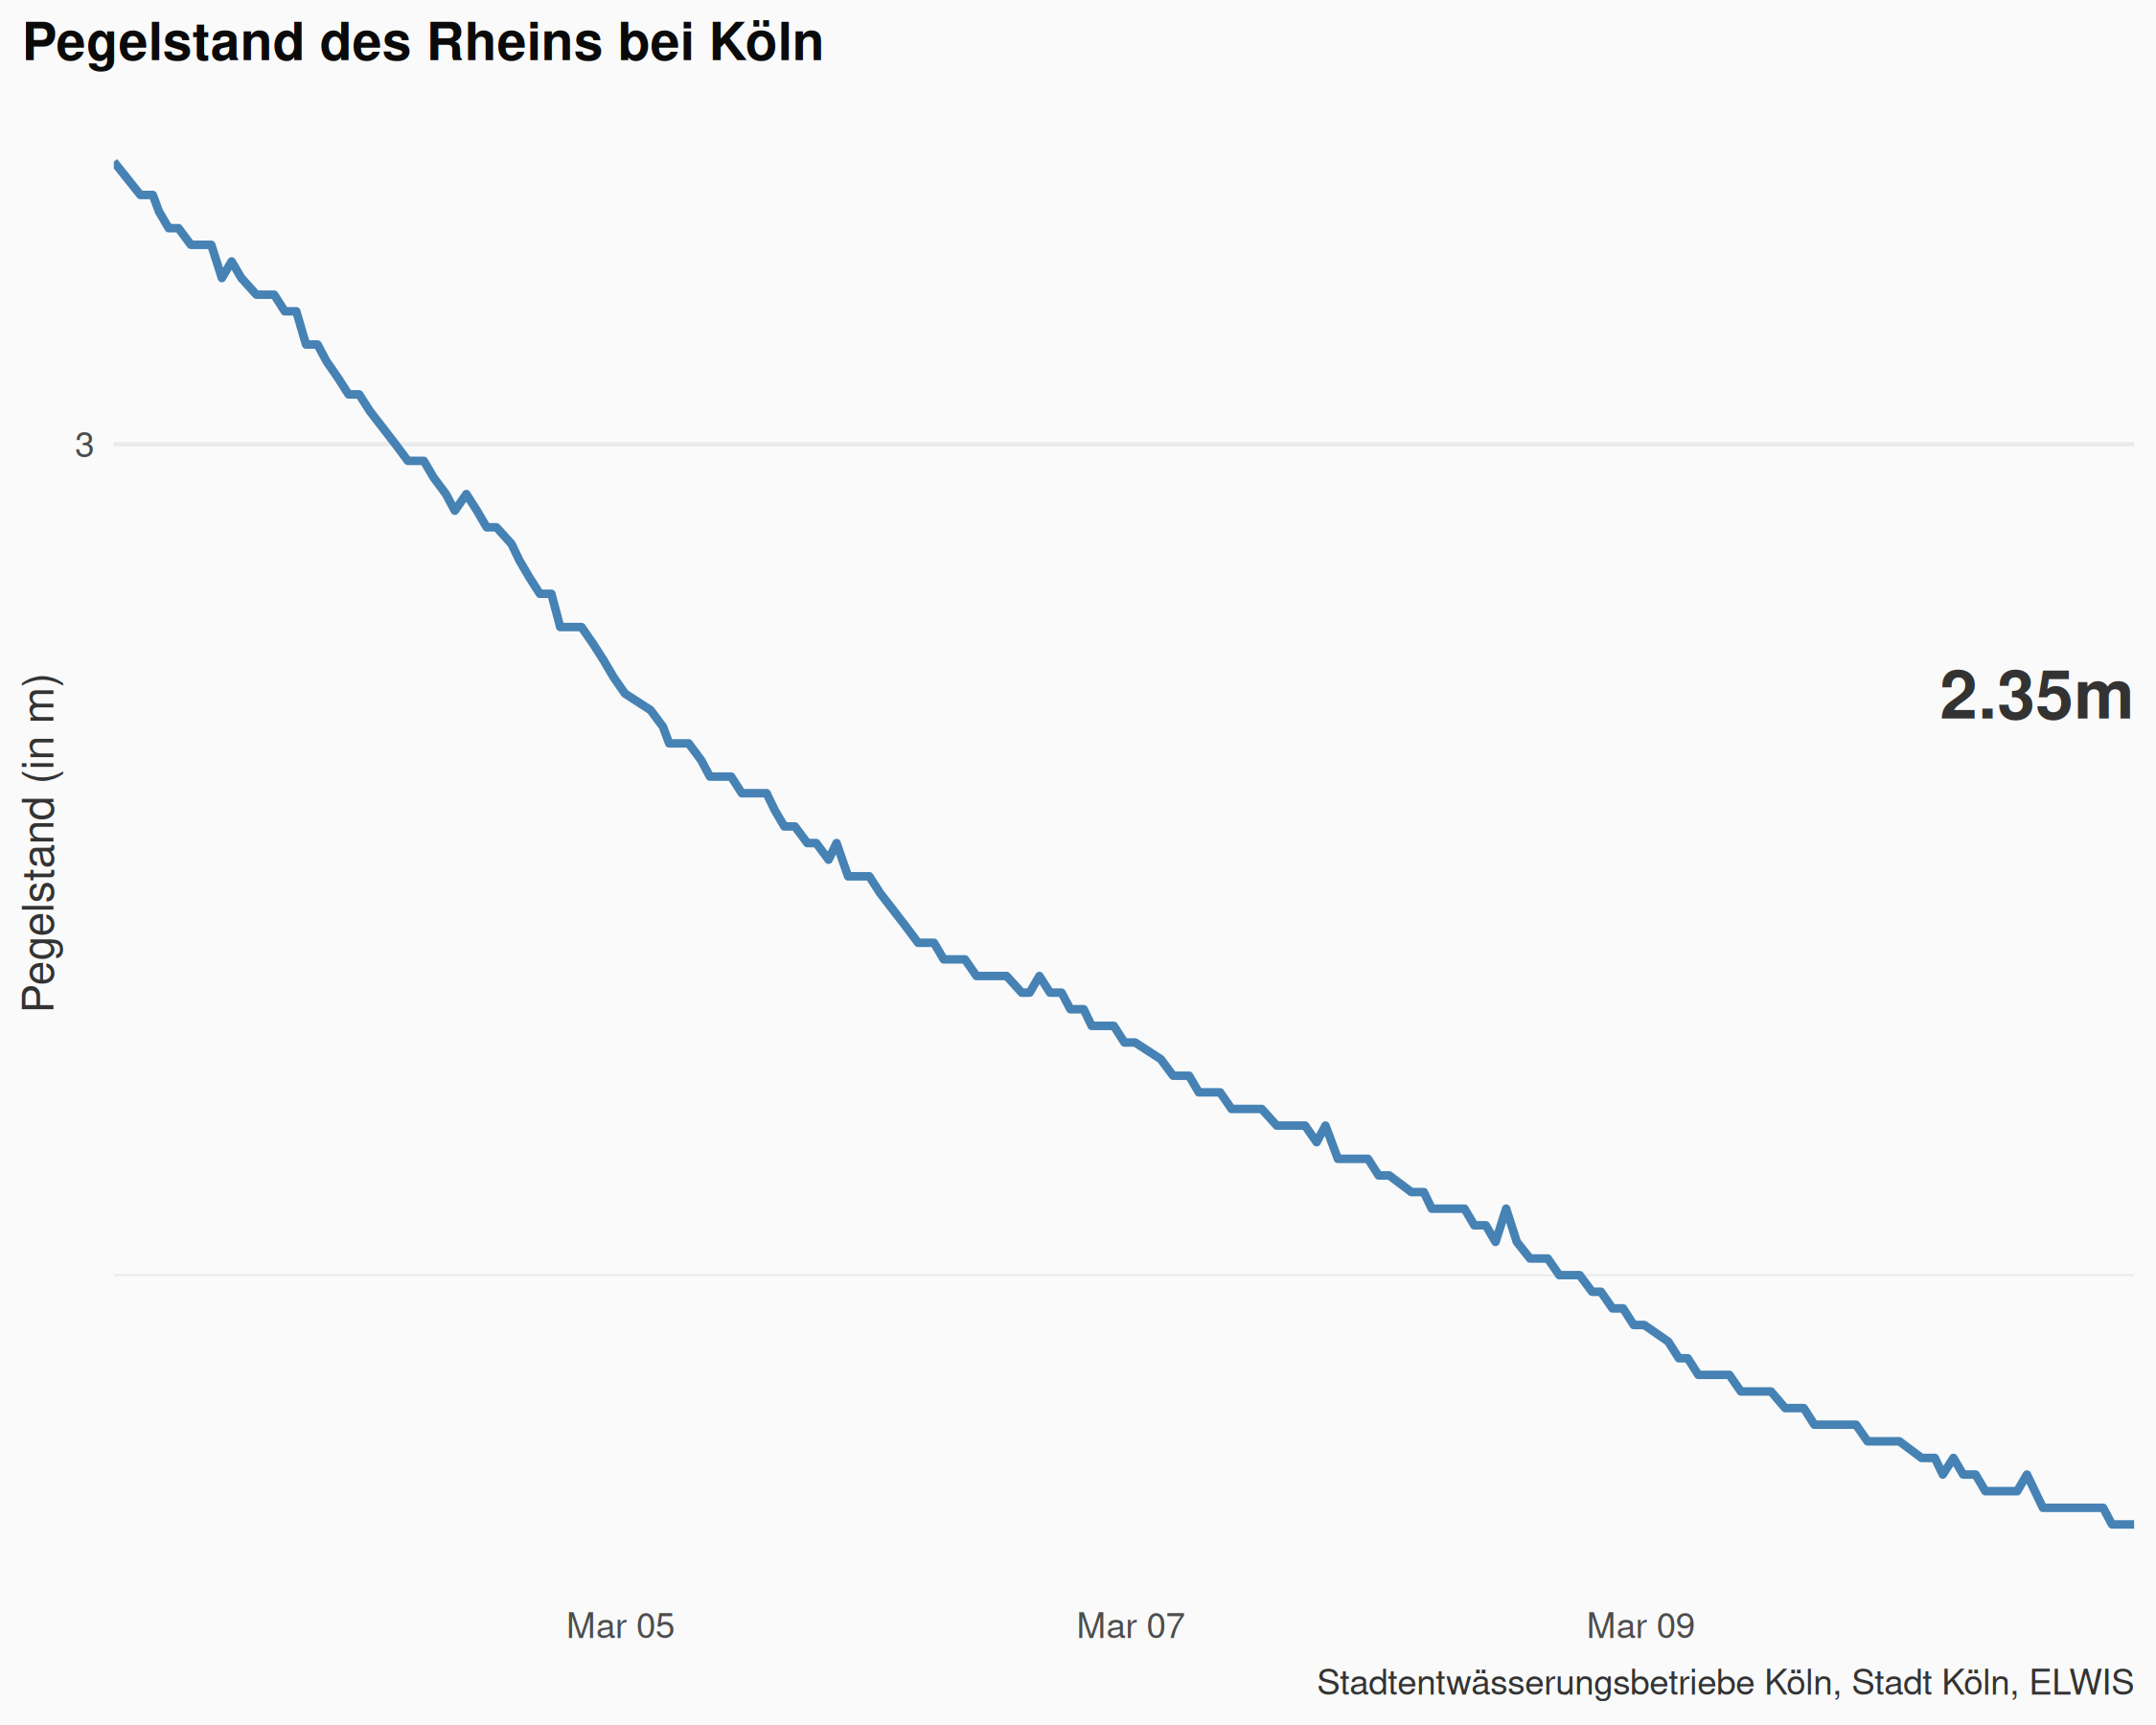 Pegelstand des Rheins bei Köln
3
Pegelstand (in m)
2.35m
Mar 05
Mar 07
Mar 09
Stadtentwässerungsbetriebe Köln, Stadt Köln, ELWIS